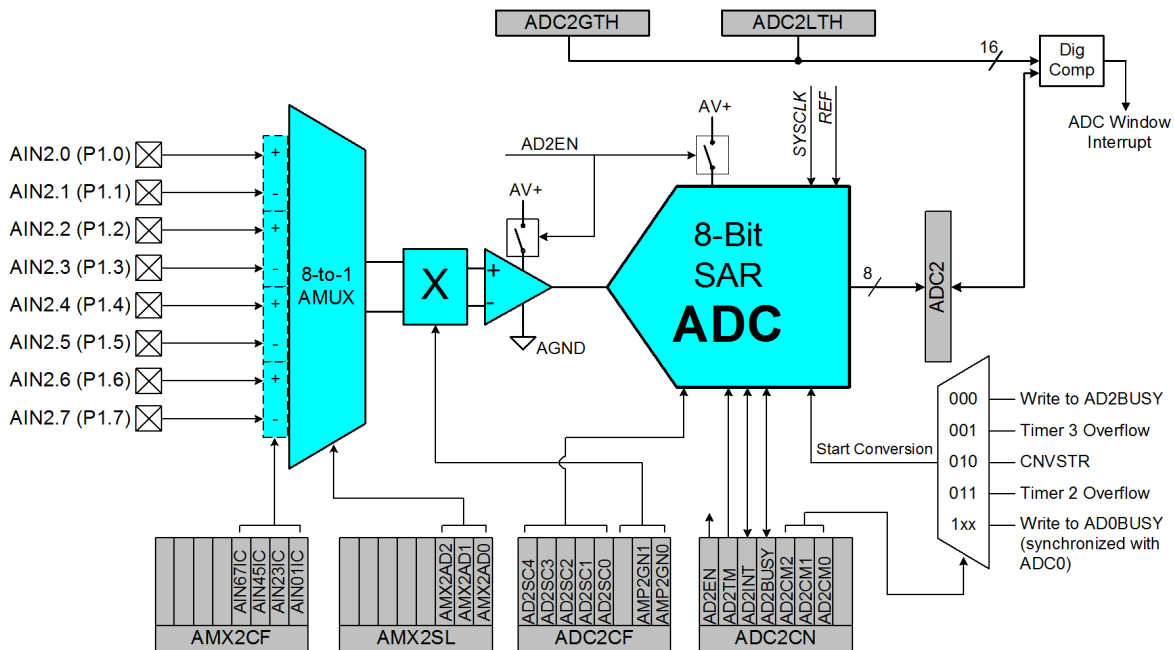 ADC2GTH
ADC2LTH
16
Dig
Comp
ADC Window
Interrupt
AV+
AD2EN
SYSCLK
REF
AIN2.0 (P1.0)
AIN2.1 (P1.1)
AIN2.2 (P1.2)
AIN2.3 (P1.3)
AIN2.4 (P1.4)
AIN2.5 (P1.5)
AIN2.6 (P1.6)
AIN2.7 (P1.7)
+
-
+
-
+
-
+
-
8-to-1
AMUX
X
AV+
+
-
AGND
8-Bit
SAR
ADC
8
ADC2
Start Conversion
000
Write to AD2BUSY
001
Timer 3 Overflow
010
CNVSTR
011
Timer 2 Overflow
1xx
Write to AD0BUSY
(synchronized with
ADC0)
AIN67IC
AIN45IC
AIN23IC
AIN01IC
AMX2CF
AMX2AD2
AMX2AD1
AMX2AD0
AMX2SL
AD2SC4
AD2SC3
AD2SC2
AD2SC1
AD2SC0
AMP2GN1
AMP2GN0
ADC2CF
AD2EN
AD2TM
AD2INT
AD2BUSY
AD2CM2
AD2CM1
AD2CM0
ADC2CN